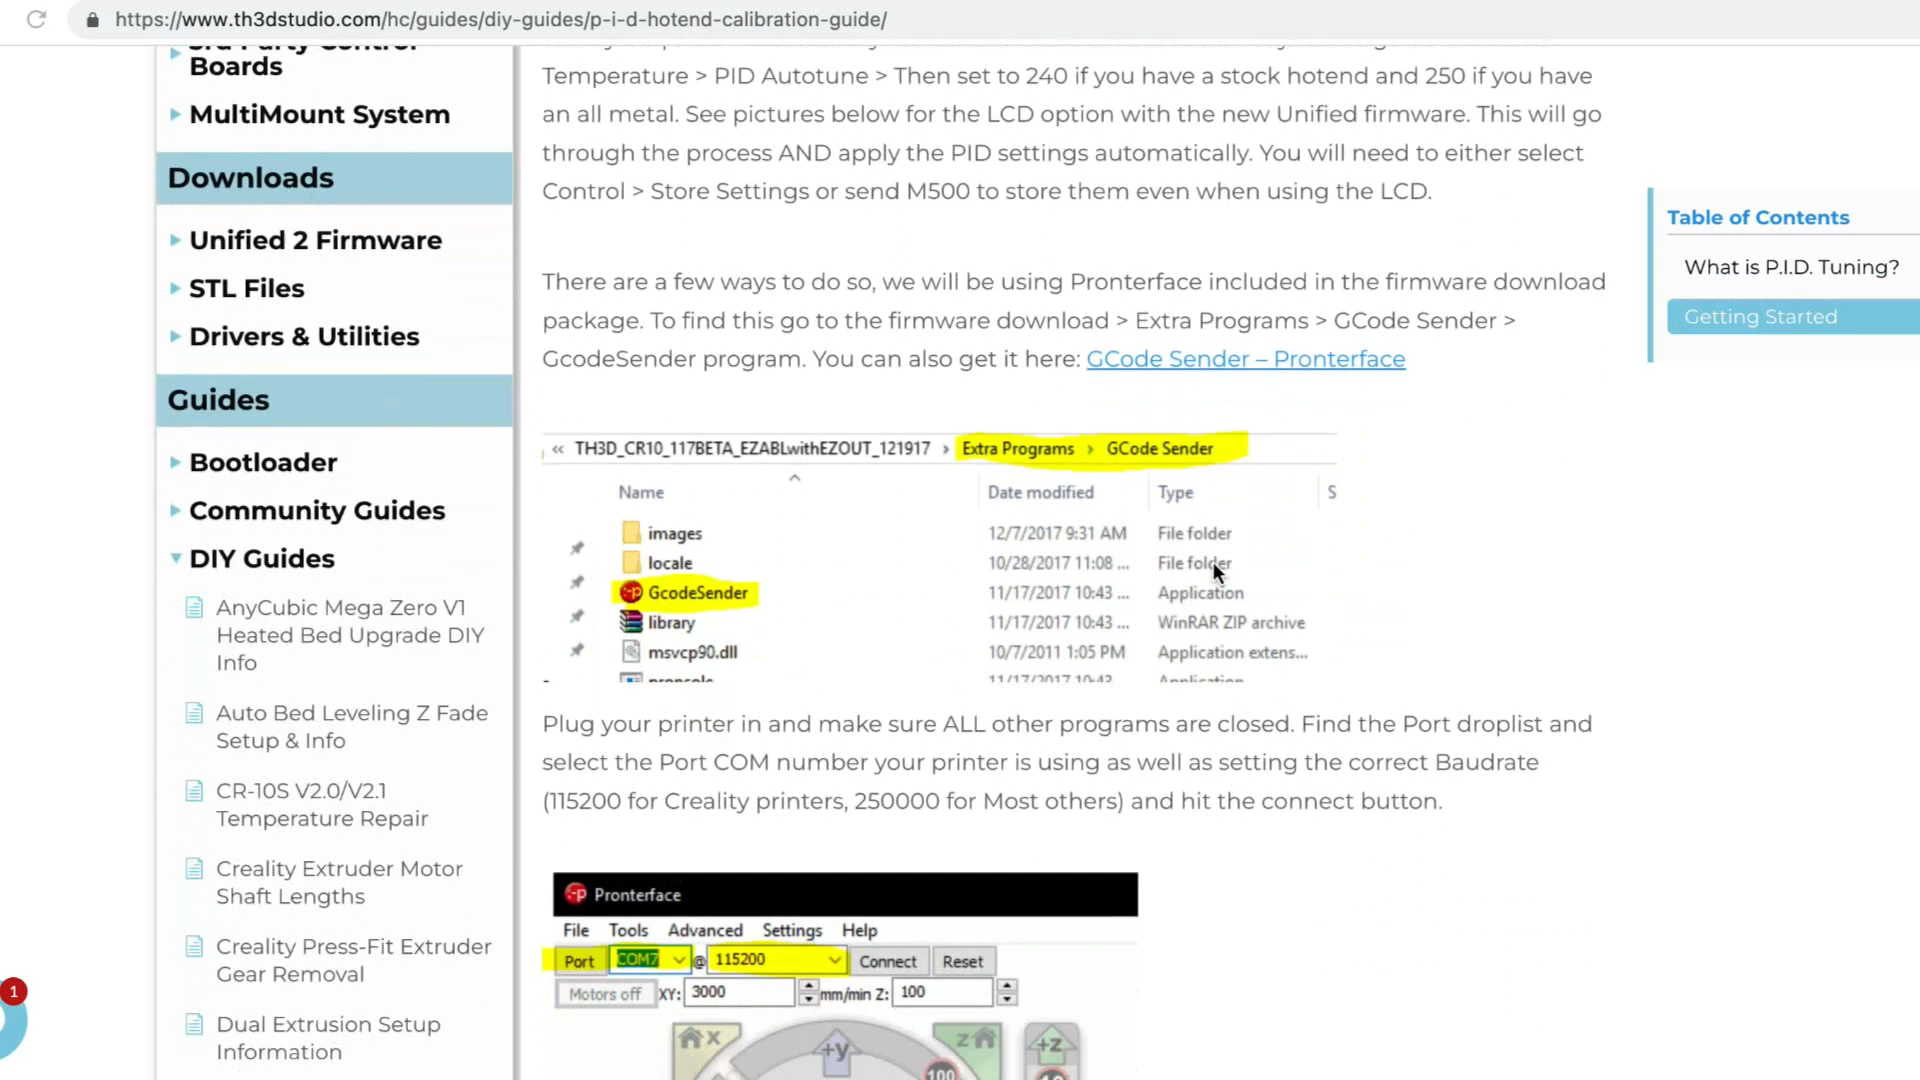 https://www.th3dstudio.com/hc/guides/diy-guides/p-i-d-hotend-calibration-guide/
3rd Party Control
Boards
MultiMount System
Downloads
Unified 2 Firmware
STL Files
Drivers & Utilities
Guides
Bootloader
Community Guides
DIY Guides
AnyCubic Mega Zero V1
Heated Bed Upgrade DIY
Info
Auto Bed Leveling Z Fade
Setup & Info
CR-10S V2.0/V2.1
Temperature Repair
Creality Extruder Motor
Shaft Lengths
Creality Press-Fit Extruder
Gear Removal
Dual Extrusion Setup
Information
1
Temperature > PID Autotune > Then set to 240 if you have a stock hotend and 250 if you have
an all metal. See pictures below for the LCD option with the new Unified firmware. This will go
through the process AND apply the PID settings automatically. You will need to either select
Control > Store Settings or send M500 to store them even when using the LCD.
There are a few ways to do so, we will be using Pronterface included in the firmware download
package. To find this go to the firmware download > Extra Programs > GCode Sender >
GcodeSender program. You can also get it here: GCode Sender – Pronterface
« TH3D_CR10_117BETA_EZABLwithEZOUT_121917 › Extra Programs › GCode Sender
Name Date modified Type S
images 12/7/2017 9:31 AM File folder
locale 10/28/2017 11:08 ... File folder
GcodeSender 11/17/2017 10:43 ... Application
library 11/17/2017 10:43 ... WinRAR ZIP archive
msvcp90.dll 10/7/2011 1:05 PM Application extens...
pronsole 11/17/2017 10:43 Application
Plug your printer in and make sure ALL other programs are closed. Find the Port droplist and
select the Port COM number your printer is using as well as setting the correct Baudrate
(115200 for Creality printers, 250000 for Most others) and hit the connect button.
Pronterface
File Tools Advanced Settings Help
Port COM7 @ 115200 Connect Reset
Motors off XY: 3000 mm/min Z: 100
X +y Z +Z
100
10
Table of Contents
What is P.I.D. Tuning?
Getting Started